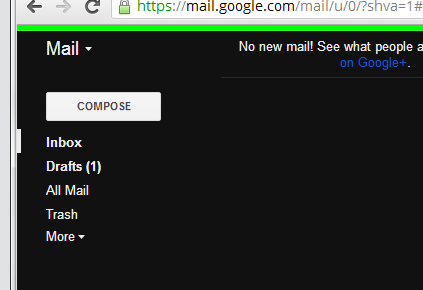 https://mail.google.com/mail/u/0/?shva=1#
Mail
No new mail! See what people a
on Google+.
COMPOSE
Inbox
Drafts (1)
All Mail
Trash
More